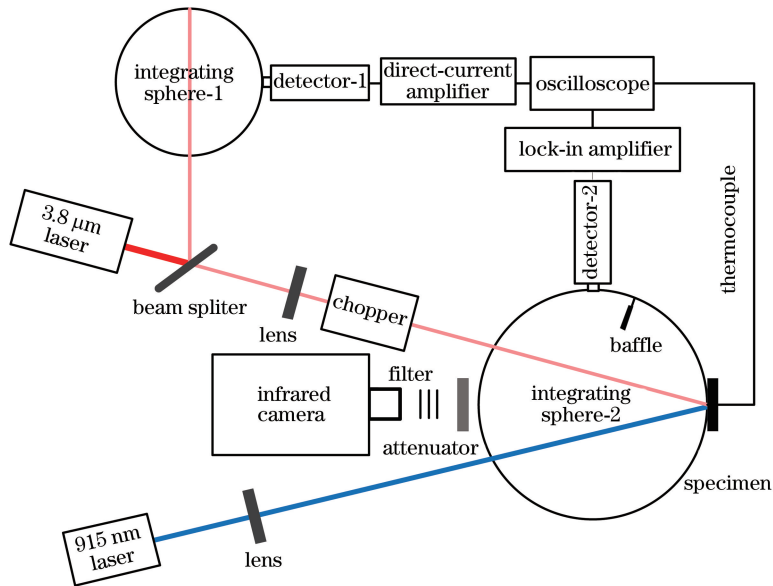 integrating
sphere-1
detector-1
direct-current
amplifier
oscilloscope
lock-in amplifier
detector-2
thermocouple
3.8 μm
laser
beam spliter
lens
chopper
baffle
infrared
camera
filter
attenuator
integrating
sphere-2
specimen
915 nm
laser
lens